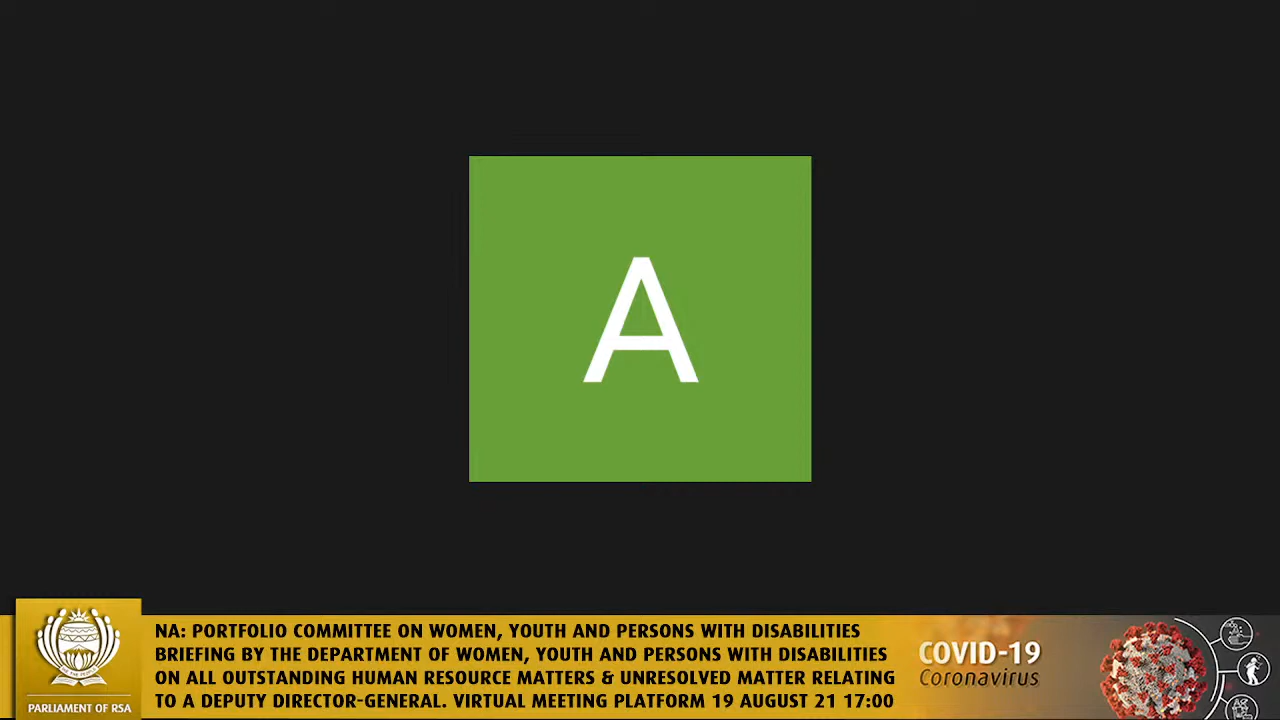 A
NA: PORTFOLIO COMMITTEE ON WOMEN, YOUTH AND PERSONS WITH DISABILITIES
BRIEFING BY THE DEPARTMENT OF WOMEN, YOUTH AND PERSONS WITH DISABILITIES
ON ALL OUTSTANDING HUMAN RESOURCE MATTERS & UNRESOLVED MATTER RELATING
TO A DEPUTY DIRECTOR-GENERAL. VIRTUAL MEETING PLATFORM 19 AUGUST 21 17:00
PARLIAMENT OF RSA
COVID-19
Coronavirus